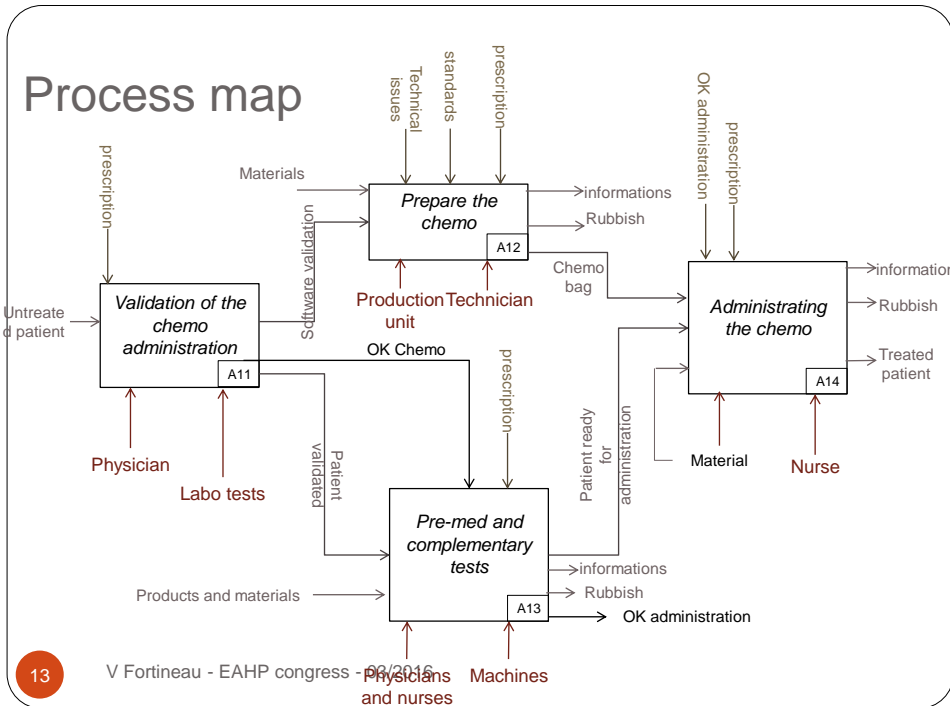 Process map
Technical
issues
standards
prescription
OK administration
prescription
prescription
Materials
Prepare the
chemo
A12
informations
Rubbish
Software validation
Production
unit
Technician
Chemo
bag
Untreate
d patient
Validation of the
chemo
administration
A11
OK Chemo
Physician
Labo tests
Patient
validated
prescription
Patient ready
for
administration
Administrating
the chemo
A14
information
Rubbish
Treated
patient
Material
Nurse
Pre-med and
complementary
tests
A13
Products and materials
informations
Rubbish
OK administration
Physicians
and nurses
Machines
13
V Fortineau - EAHP congress - 03/2016